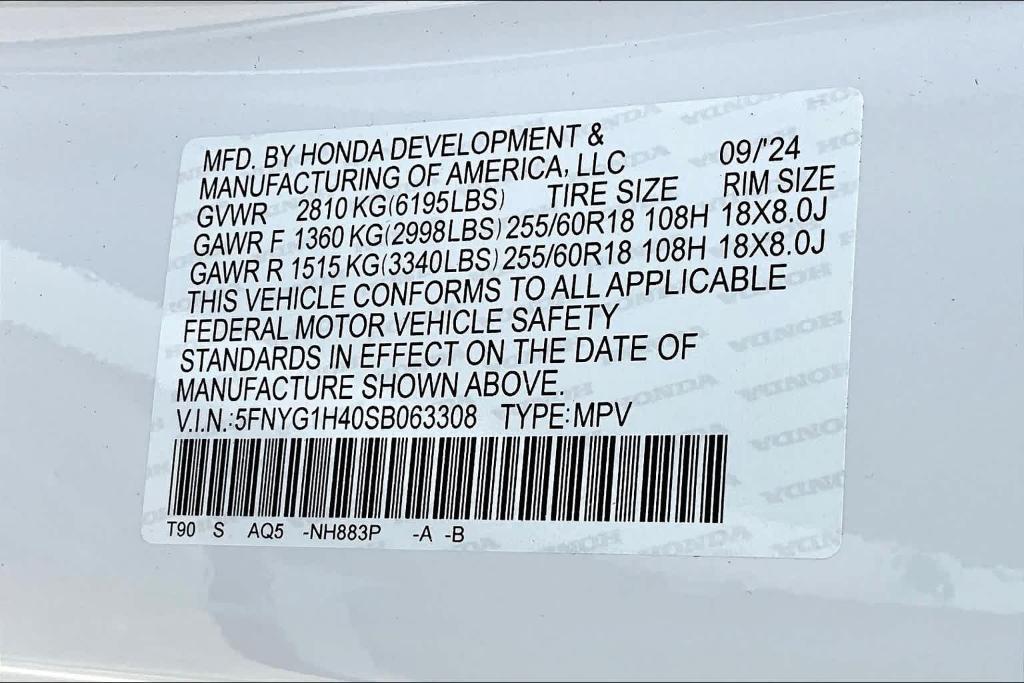 MFD. BY HONDA DEVELOPMENT &
MANUFACTURING OF AMERICA, LLC 09/'24
GVWR 2810 KG(6195LBS) TIRE SIZE RIM SIZE
GAWR F 1360 KG(2998LBS) 255/60R18 108H 18X8.0J
GAWR R 1515 KG(3340LBS) 255/60R18 108H 18X8.0J
THIS VEHICLE CONFORMS TO ALL APPLICABLE
FEDERAL MOTOR VEHICLE SAFETY
STANDARDS IN EFFECT ON THE DATE OF
MANUFACTURE SHOWN ABOVE.
V.I.N.:5FNYG1H40SB063308 TYPE:MPV
T90 S AQ5 -NH883P -A -B